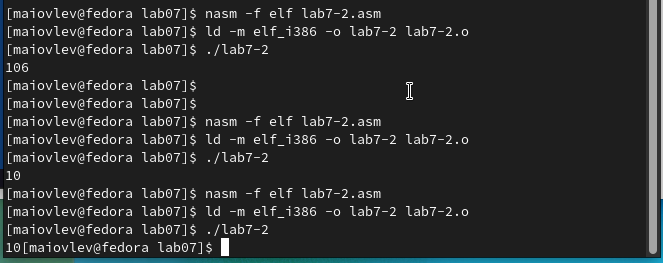 [maiovlev@fedora lab07]$ nasm -f elf lab7-2.asm
[maiovlev@fedora lab07]$ ld -m elf_i386 -o lab7-2 lab7-2.o
[maiovlev@fedora lab07]$ ./lab7-2
106
[maiovlev@fedora lab07]$
[maiovlev@fedora lab07]$
[maiovlev@fedora lab07]$ nasm -f elf lab7-2.asm
[maiovlev@fedora lab07]$ ld -m elf_i386 -o lab7-2 lab7-2.o
[maiovlev@fedora lab07]$ ./lab7-2
10
[maiovlev@fedora lab07]$ nasm -f elf lab7-2.asm
[maiovlev@fedora lab07]$ ld -m elf_i386 -o lab7-2 lab7-2.o
[maiovlev@fedora lab07]$ ./lab7-2
10[maiovlev@fedora lab07]$